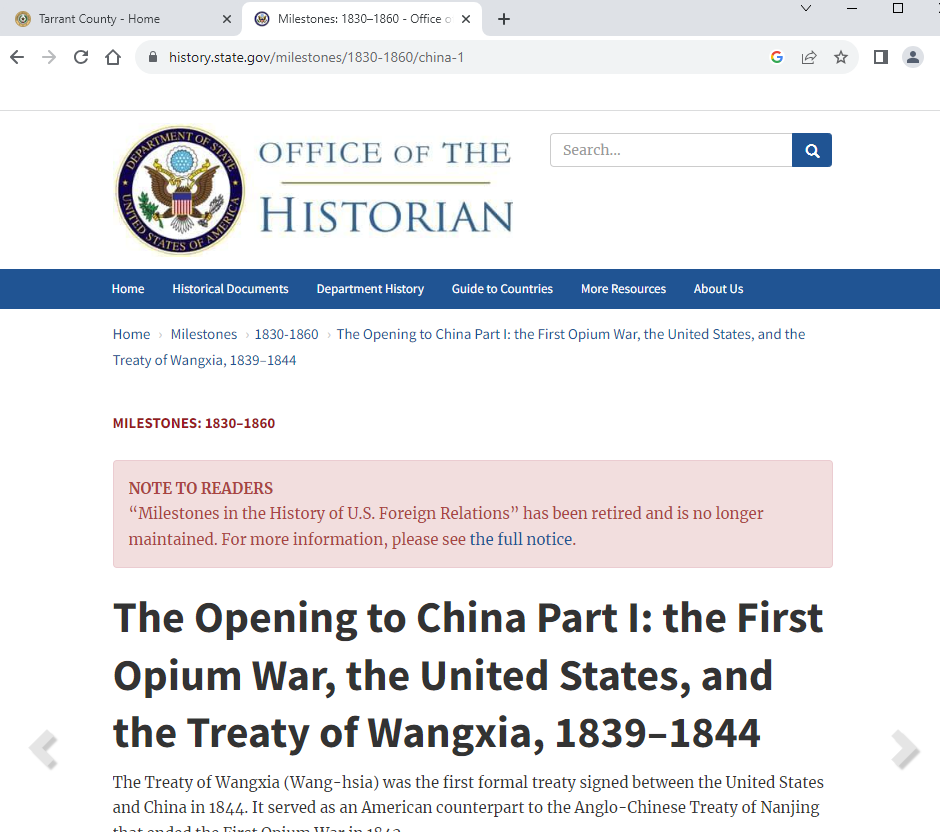 Tarrant County - Home
Milestones: 1830–1860 - Office o
history.state.gov/milestones/1830-1860/china-1
DEPARTMENT OF STATE
UNITED STATES OF AMERICA
OFFICE OF THE
HISTORIAN
Search...
Home Historical Documents Department History Guide to Countries More Resources About Us
Home › Milestones › 1830-1860 › The Opening to China Part I: the First Opium War, the United States, and the
Treaty of Wangxia, 1839–1844
MILESTONES: 1830–1860
NOTE TO READERS
“Milestones in the History of U.S. Foreign Relations” has been retired and is no longer
maintained. For more information, please see the full notice.
The Opening to China Part I: the First
Opium War, the United States, and
the Treaty of Wangxia, 1839–1844
The Treaty of Wangxia (Wang-hsia) was the first formal treaty signed between the United States
and China in 1844. It served as an American counterpart to the Anglo-Chinese Treaty of Nanjing
that ended the First Opium War in 1842.